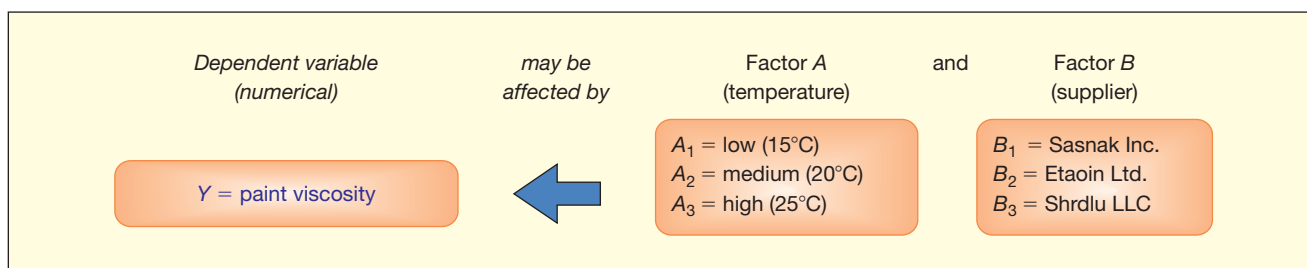 Dependent variable may be Factor A and Factor B
(numerical) affected by (temperature) (supplier)
Y = paint viscosity
A1 = low (15°C)
A2 = medium (20°C)
A3 = high (25°C)
B1 = Sasnak Inc.
B2 = Etaoin Ltd.
B3 = Shrdlu LLC